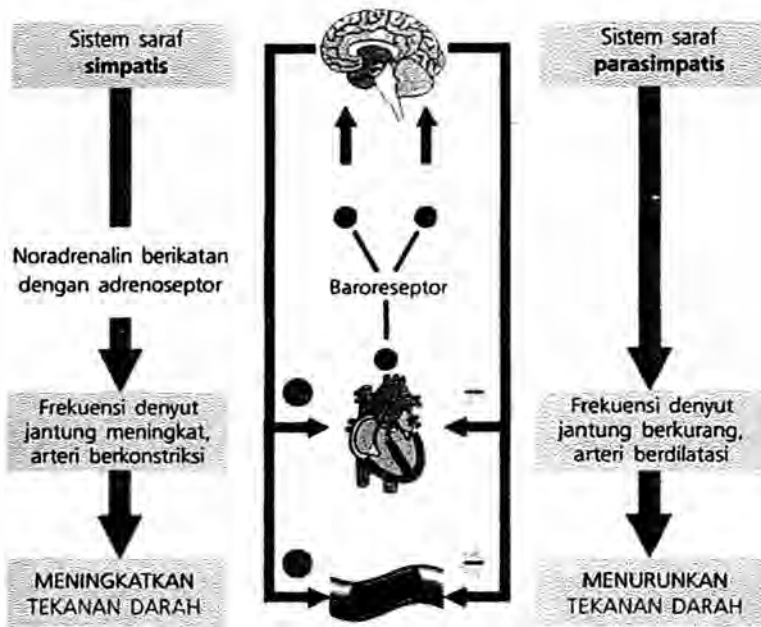 Sistem saraf
simpatis
Noradrenalin berikatan
dengan adrenoseptor
Frekuensi denyut
jantung meningkat,
arteri berkonstriksi
MENINGKATKAN
TEKANAN DARAH
Baroreseptor
Sistem saraf
parasimpatis
Frekuensi denyut
jantung berkurang,
arteri berdilatasi
MENURUNKAN
TEKANAN DARAH